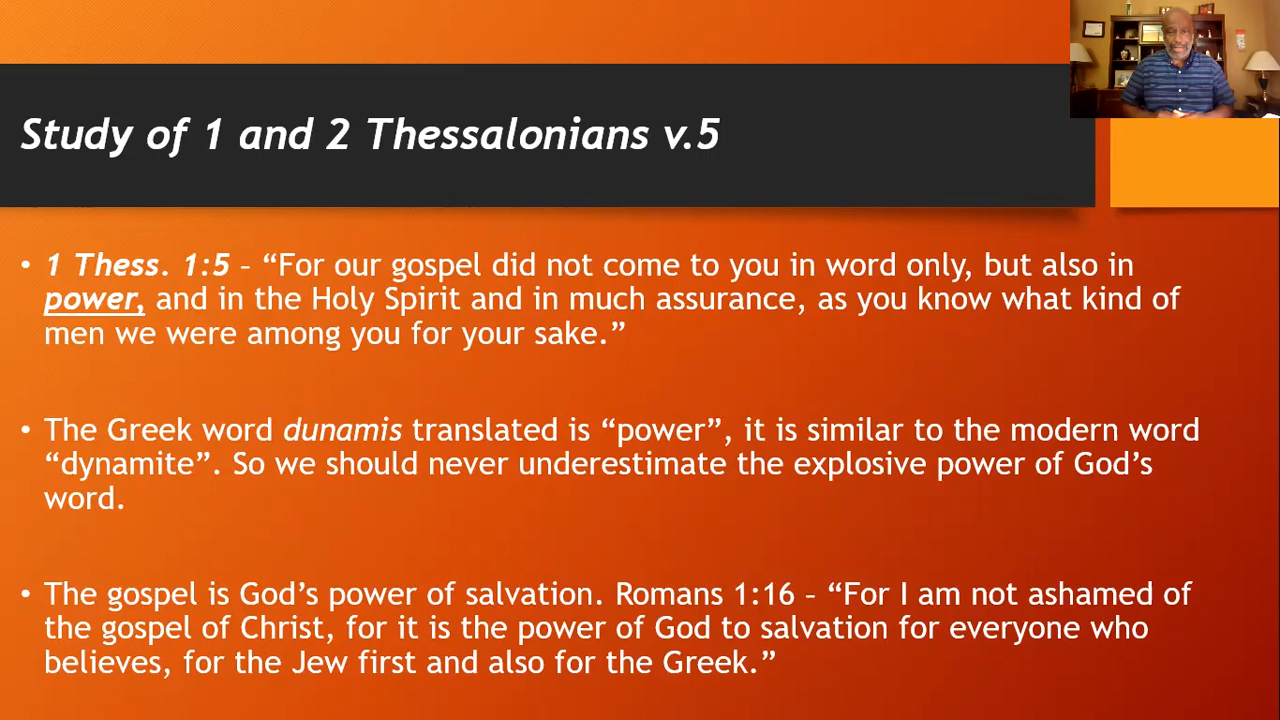 Study of 1 and 2 Thessalonians v.5
• 1 Thess. 1:5 – “For our gospel did not come to you in word only, but also in
power, and in the Holy Spirit and in much assurance, as you know what kind of
men we were among you for your sake.”
• The Greek word dunamis translated is “power”, it is similar to the modern word
“dynamite”. So we should never underestimate the explosive power of God’s
word.
• The gospel is God’s power of salvation. Romans 1:16 – “For I am not ashamed of
the gospel of Christ, for it is the power of God to salvation for everyone who
believes, for the Jew first and also for the Greek.”